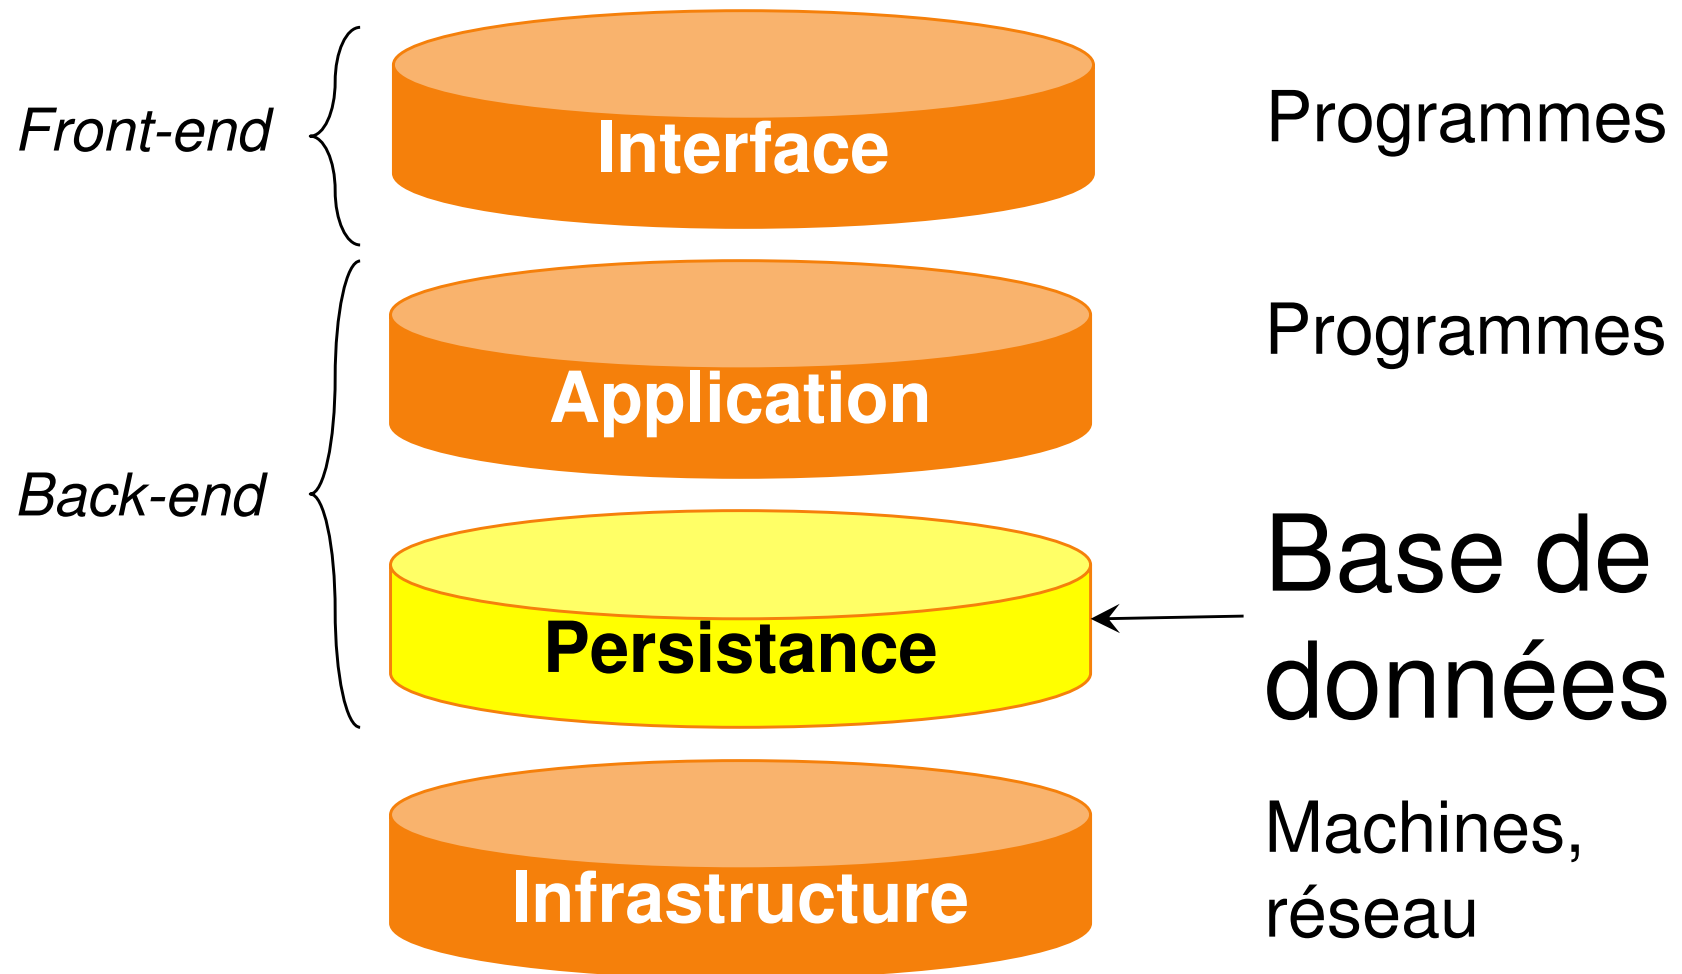 Front-end
Interface
Programmes
Application
Programmes
Back-end
Persistance
Base de
données
Infrastructure
Machines,
réseau